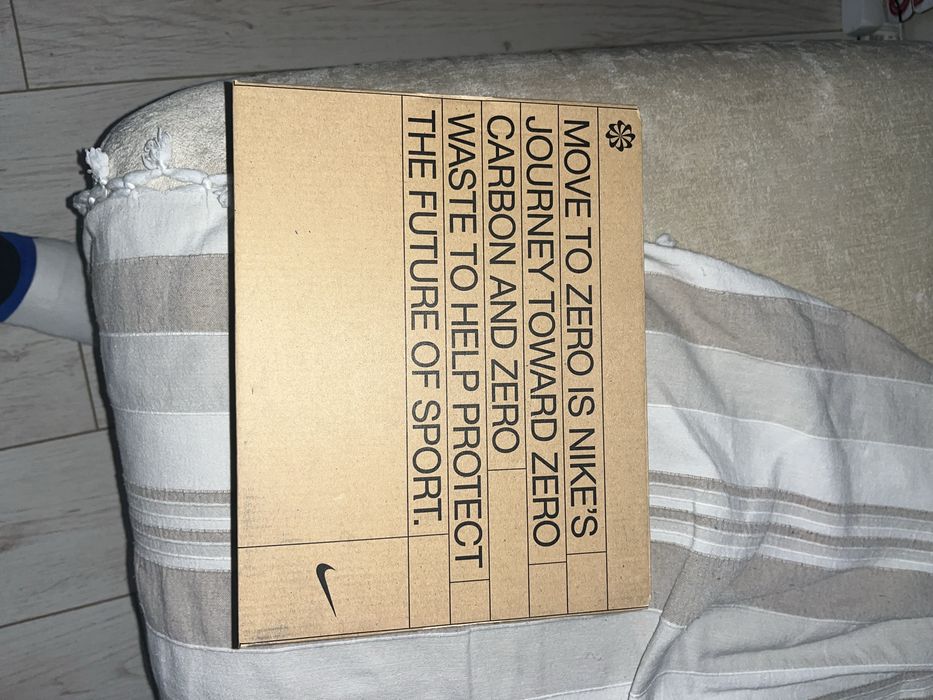 MOVE TO ZERO IS NIKE'S
JOURNEY TOWARD ZERO
CARBON AND ZERO
WASTE TO HELP PROTECT
THE FUTURE OF SPORT.